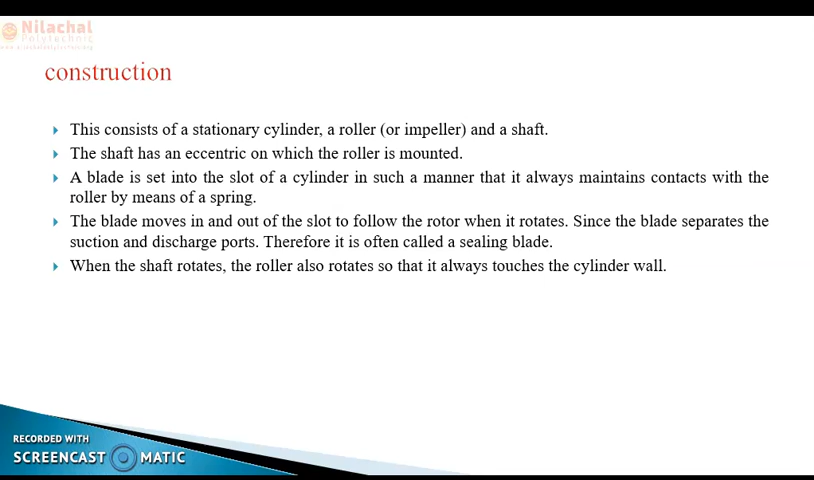 Nilachal
Polytechnic
construction
This consists of a stationary cylinder, a roller (or impeller) and a shaft.
The shaft has an eccentric on which the roller is mounted.
A blade is set into the slot of a cylinder in such a manner that it always maintains contacts with the
roller by means of a spring.
The blade moves in and out of the slot to follow the rotor when it rotates. Since the blade separates the
suction and discharge ports. Therefore it is often called a sealing blade.
When the shaft rotates, the roller also rotates so that it always touches the cylinder wall.
RECORDED WITH
SCREENCAST MATIC